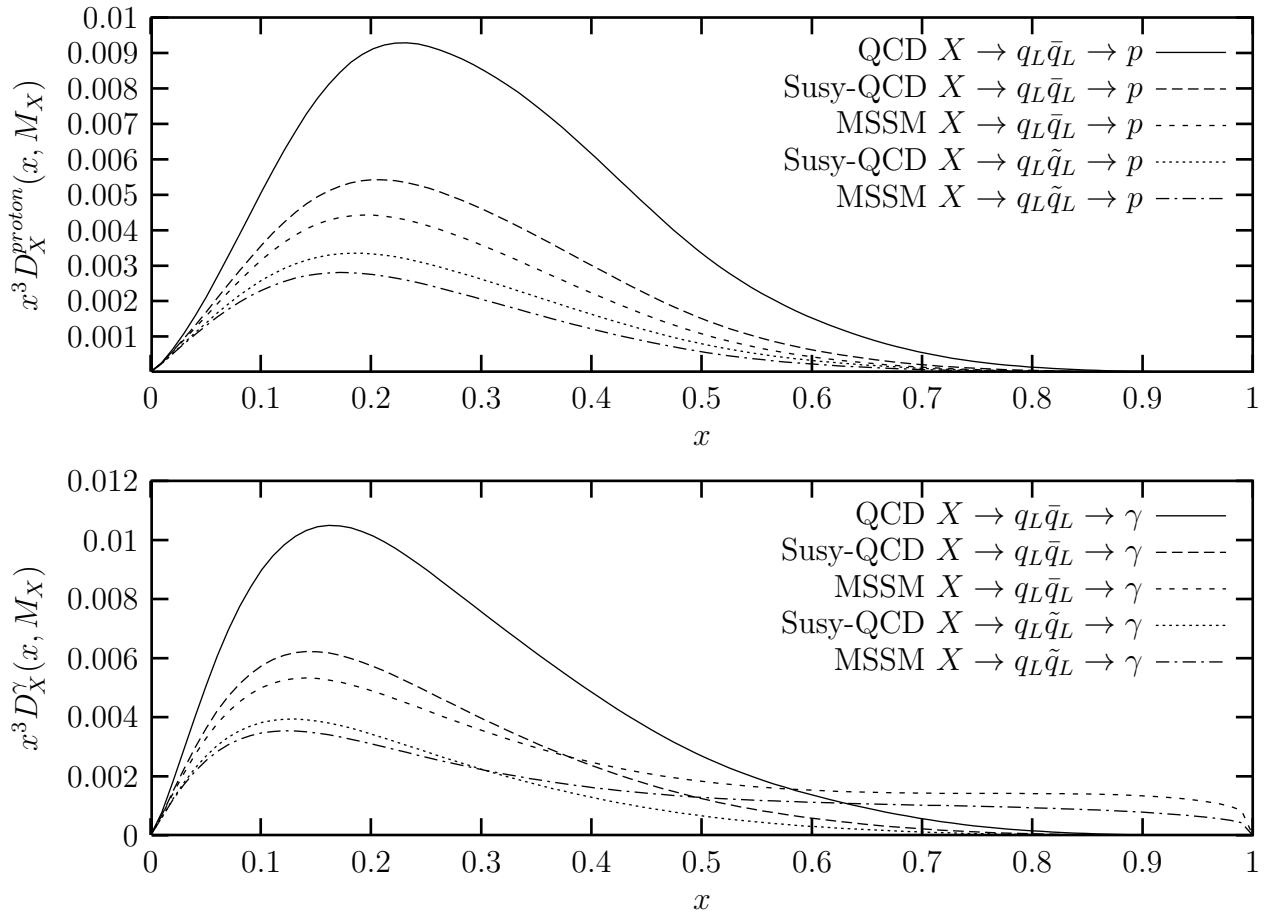 0.01
0.009
0.008
0.007
0.006
0.005
0.004
0.003
0.002
0.001
x³D_X^{proton}(x, M_X)
QCD X → q_L q̄_L → p
Susy-QCD X → q_L q̄_L → p
MSSM X → q_L q̄_L → p
Susy-QCD X → q_L q̃_L → p
MSSM X → q_L q̃_L → p
0 0.1 0.2 0.3 0.4 0.5 0.6 0.7 0.8 0.9 1
x
0.012
0.01
0.008
0.006
0.004
0.002
0
x³D_X^γ(x, M_X)
QCD X → q_L q̄_L → γ
Susy-QCD X → q_L q̄_L → γ
MSSM X → q_L q̄_L → γ
Susy-QCD X → q_L q̃_L → γ
MSSM X → q_L q̃_L → γ
0 0.1 0.2 0.3 0.4 0.5 0.6 0.7 0.8 0.9 1
x